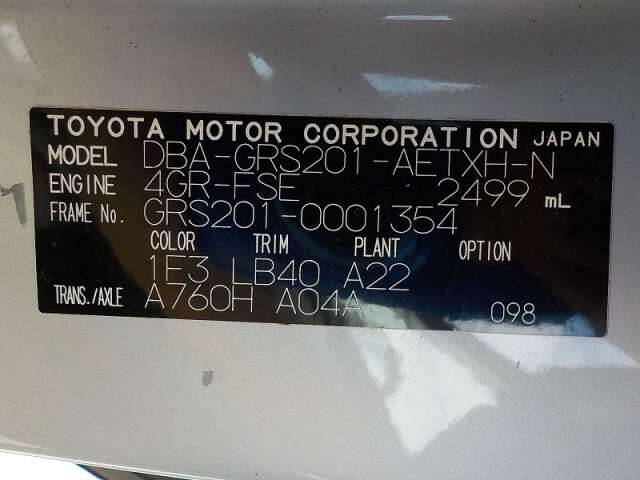 TOYOTA MOTOR CORPORATION JAPAN
MODEL DBA-GRS201-AETXH-N
ENGINE 4GR-FSE 2499 mL
FRAME No. GRS201-0001354
COLOR TRIM PLANT OPTION
1F3 LB40 A22
TRANS./AXLE A760H A04A 098